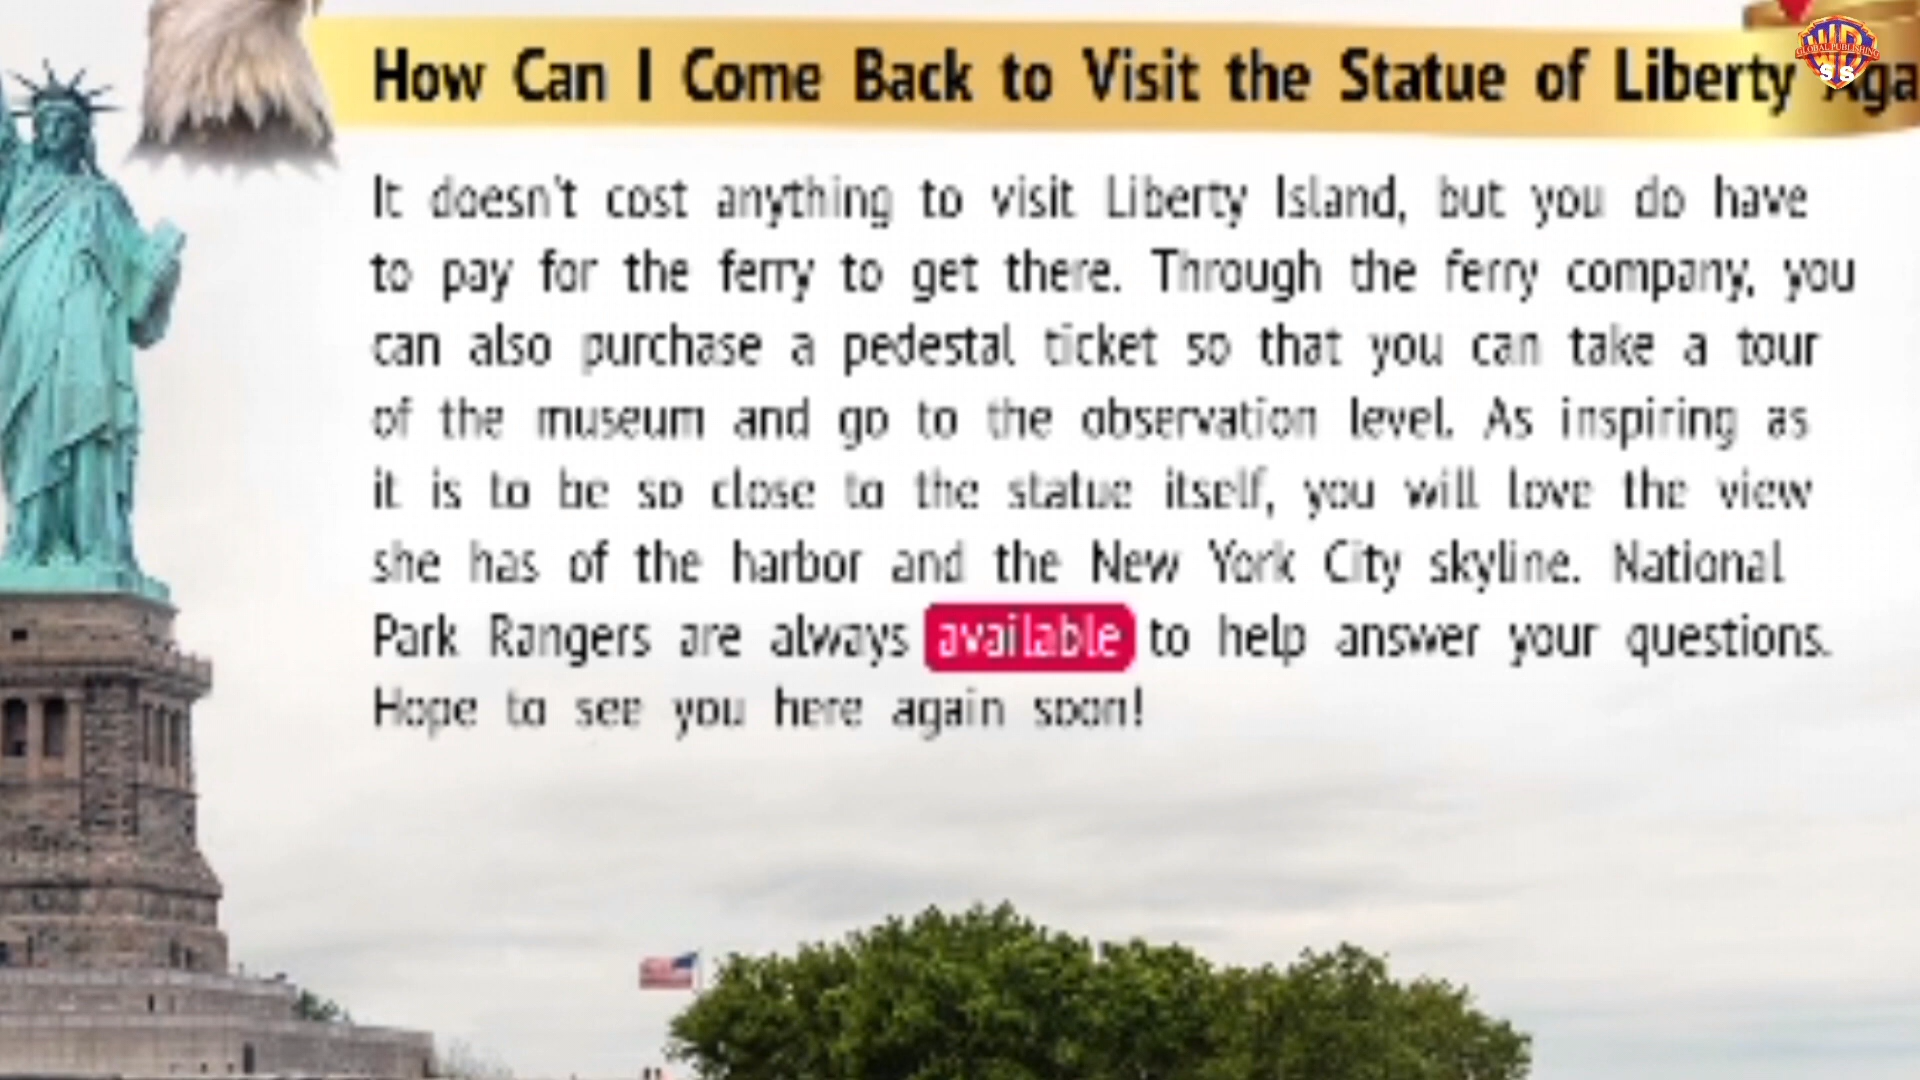 How Can I Come Back to Visit the Statue of Liberty Aga
It doesn't cost anything to visit Liberty Island, but you do have
to pay for the ferry to get there. Through the ferry company, you
can also purchase a pedestal ticket so that you can take a tour
of the museum and go to the observation level. As inspiring as
it is to be so close to the statue itself, you will love the view
she has of the harbor and the New York City skyline. National
Park Rangers are always available to help answer your questions.
Hope to see you here again soon!
GLOBAL PUBLISHING
SS